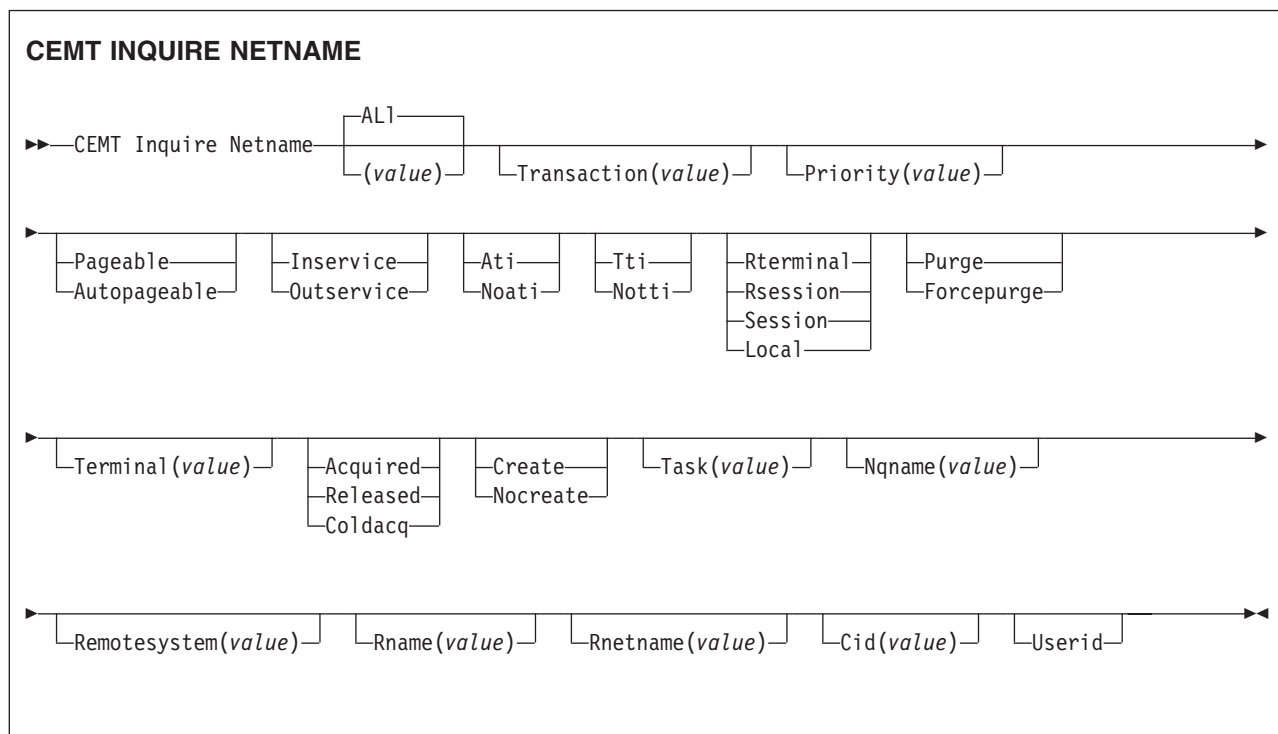 CEMT INQUIRE NETNAME
ALl
CEMT Inquire Netname
(value) Transaction(value) Priority(value)
Pageable Inservice Ati Tti Rterminal Purge
Autopageable Outservice Noati Notti Rsession Forcepurge
Session
Local
Terminal(value) Acquired Create Task(value) Nqname(value)
Released Nocreate
Coldacq
Remotesystem(value) Rname(value) Rnetname(value) Cid(value) Userid